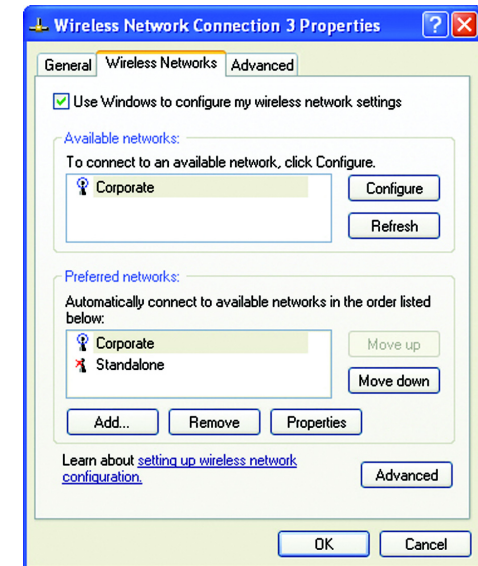 Wireless Network Connection 3 Properties
General Wireless Networks Advanced
Use Windows to configure my wireless network settings
Available networks:
To connect to an available network, click Configure.
Corporate
Configure
Refresh
Preferred networks:
Automatically connect to available networks in the order listed
below:
Corporate
Standalone
Move up
Move down
Add... Remove Properties
Learn about setting up wireless network
configuration.
Advanced
OK Cancel